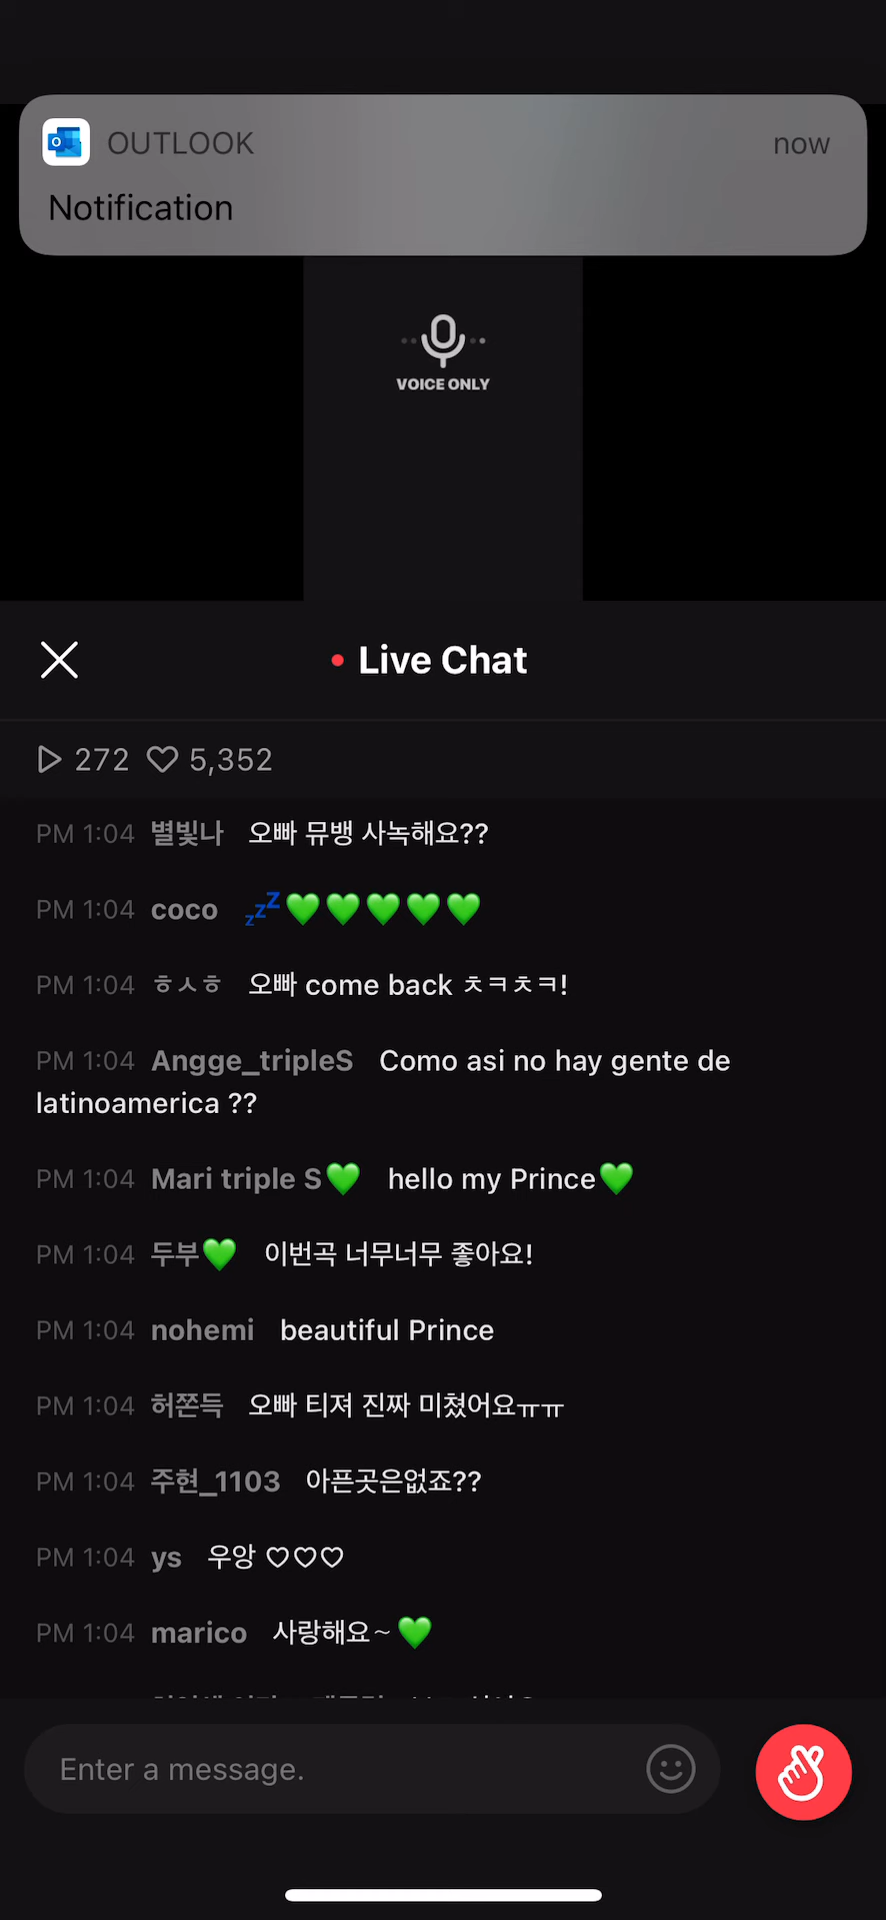 OUTLOOK now
Notification
VOICE ONLY
Live Chat
272 5,352
PM 1:04 별빛나 오빠 뮤뱅 사녹해요??
PM 1:04 coco 💤💚💚💚💚💚
PM 1:04 ㅎㅅㅎ 오빠 come back ㅊㅋㅊㅋ!
PM 1:04 Angge_tripleS Como asi no hay gente de
latinoamerica ??
PM 1:04 Mari triple S💚 hello my Prince💚
PM 1:04 두부💚 이번곡 너무너무 좋아요!
PM 1:04 nohemi beautiful Prince
PM 1:04 허쫀득 오빠 티져 진짜 미쳤어요ㅠㅠ
PM 1:04 주현_1103 아픈곳은없죠??
PM 1:04 ys 우앙 ♡♡♡
PM 1:04 marico 사랑해요~💚
Enter a message.